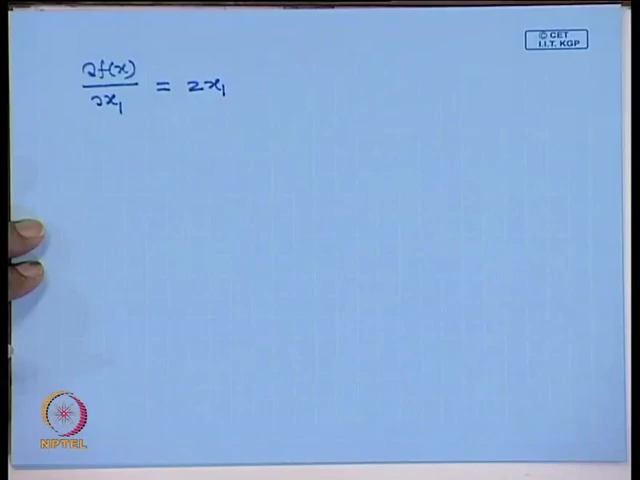 © CET
I.I.T. KGP
∂f(x)/∂x₁ = 2x₁
NPTEL